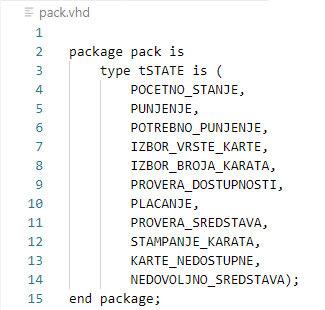 pack.vhd
1
2 package pack is
3 type tSTATE is (
4 POCETNO_STANJE,
5 PUNJENJE,
6 POTREBNO_PUNJENJE,
7 IZBOR_VRSTE_KARTE,
8 IZBOR_BROJA_KARATA,
9 PROVERA_DOSTUPNOSTI,
10 PLACANJE,
11 PROVERA_SREDSTAVA,
12 STAMPANJE_KARATA,
13 KARTE_NEDOSTUPNE,
14 NEDOVOLJNO_SREDSTAVA);
15 end package;